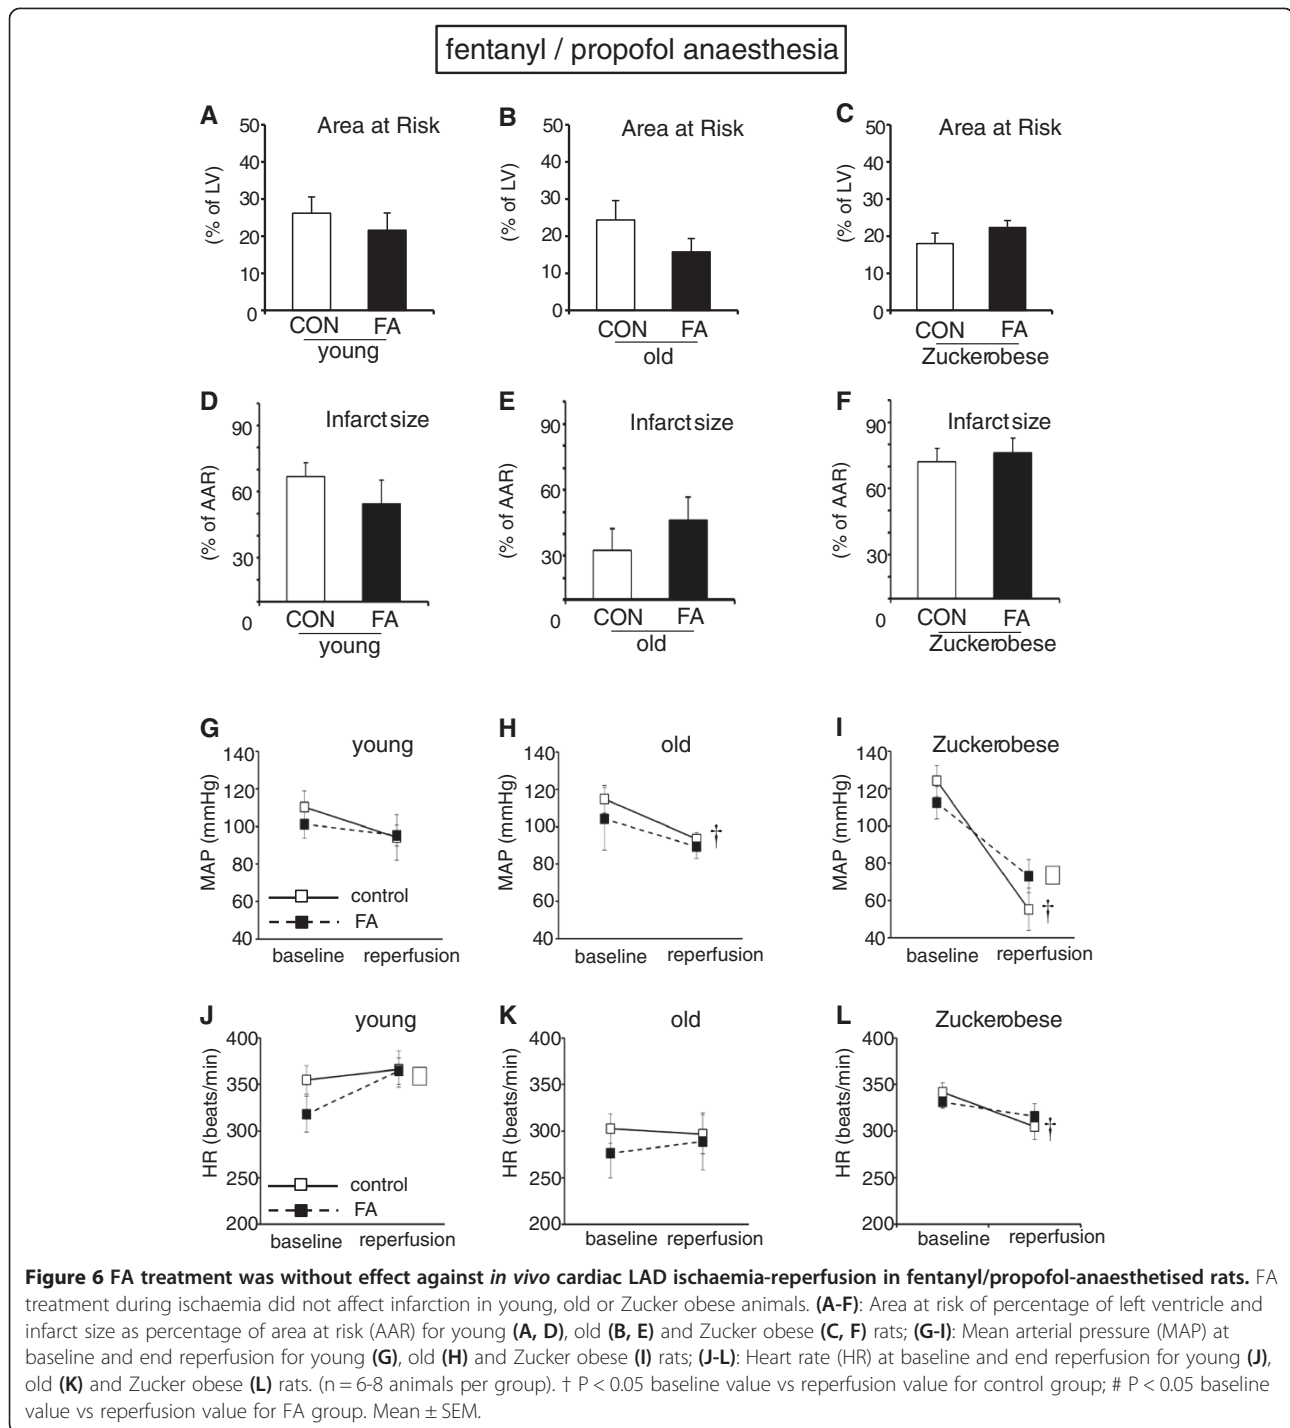 fentanyl / propofol anaesthesia
A
Area at Risk
50
40
30
20
10
0
(% of LV)
CON FA
young
B
Area at Risk
50
40
30
20
10
0
(% of LV)
CON FA
old
C
Area at Risk
50
40
30
20
10
0
(% of LV)
CON FA
Zuckerobese
D
Infarctsize
90
60
30
0
(% of AAR)
CON FA
young
E
Infarctsize
90
60
30
0
(% of AAR)
CON FA
old
F
Infarctsize
90
60
30
0
(% of AAR)
CON FA
Zuckerobese
G
young
140
120
100
80
60
40
MAP (mmHg)
control
FA
baseline reperfusion
H
old
140
120
100
80
60
40
MAP (mmHg)
†
baseline reperfusion
I
Zuckerobese
140
120
100
80
60
40
MAP (mmHg)
†
baseline reperfusion
J
young
400
350
300
250
200
HR (beats/min)
control
FA
baseline reperfusion
K
old
400
350
300
250
200
HR (beats/min)
baseline reperfusion
L
Zuckerobese
400
350
300
250
200
HR (beats/min)
†
baseline reperfusion
Figure 6 FA treatment was without effect against in vivo cardiac LAD ischaemia-reperfusion in fentanyl/propofol-anaesthetised rats. FA
treatment during ischaemia did not affect infarction in young, old or Zucker obese animals. (A-F): Area at risk of percentage of left ventricle and
infarct size as percentage of area at risk (AAR) for young (A, D), old (B, E) and Zucker obese (C, F) rats; (G-I): Mean arterial pressure (MAP) at
baseline and end reperfusion for young (G), old (H) and Zucker obese (I) rats; (J-L): Heart rate (HR) at baseline and end reperfusion for young (J),
old (K) and Zucker obese (L) rats. (n = 6-8 animals per group). † P < 0.05 baseline value vs reperfusion value for control group; # P < 0.05 baseline
value vs reperfusion value for FA group. Mean ± SEM.